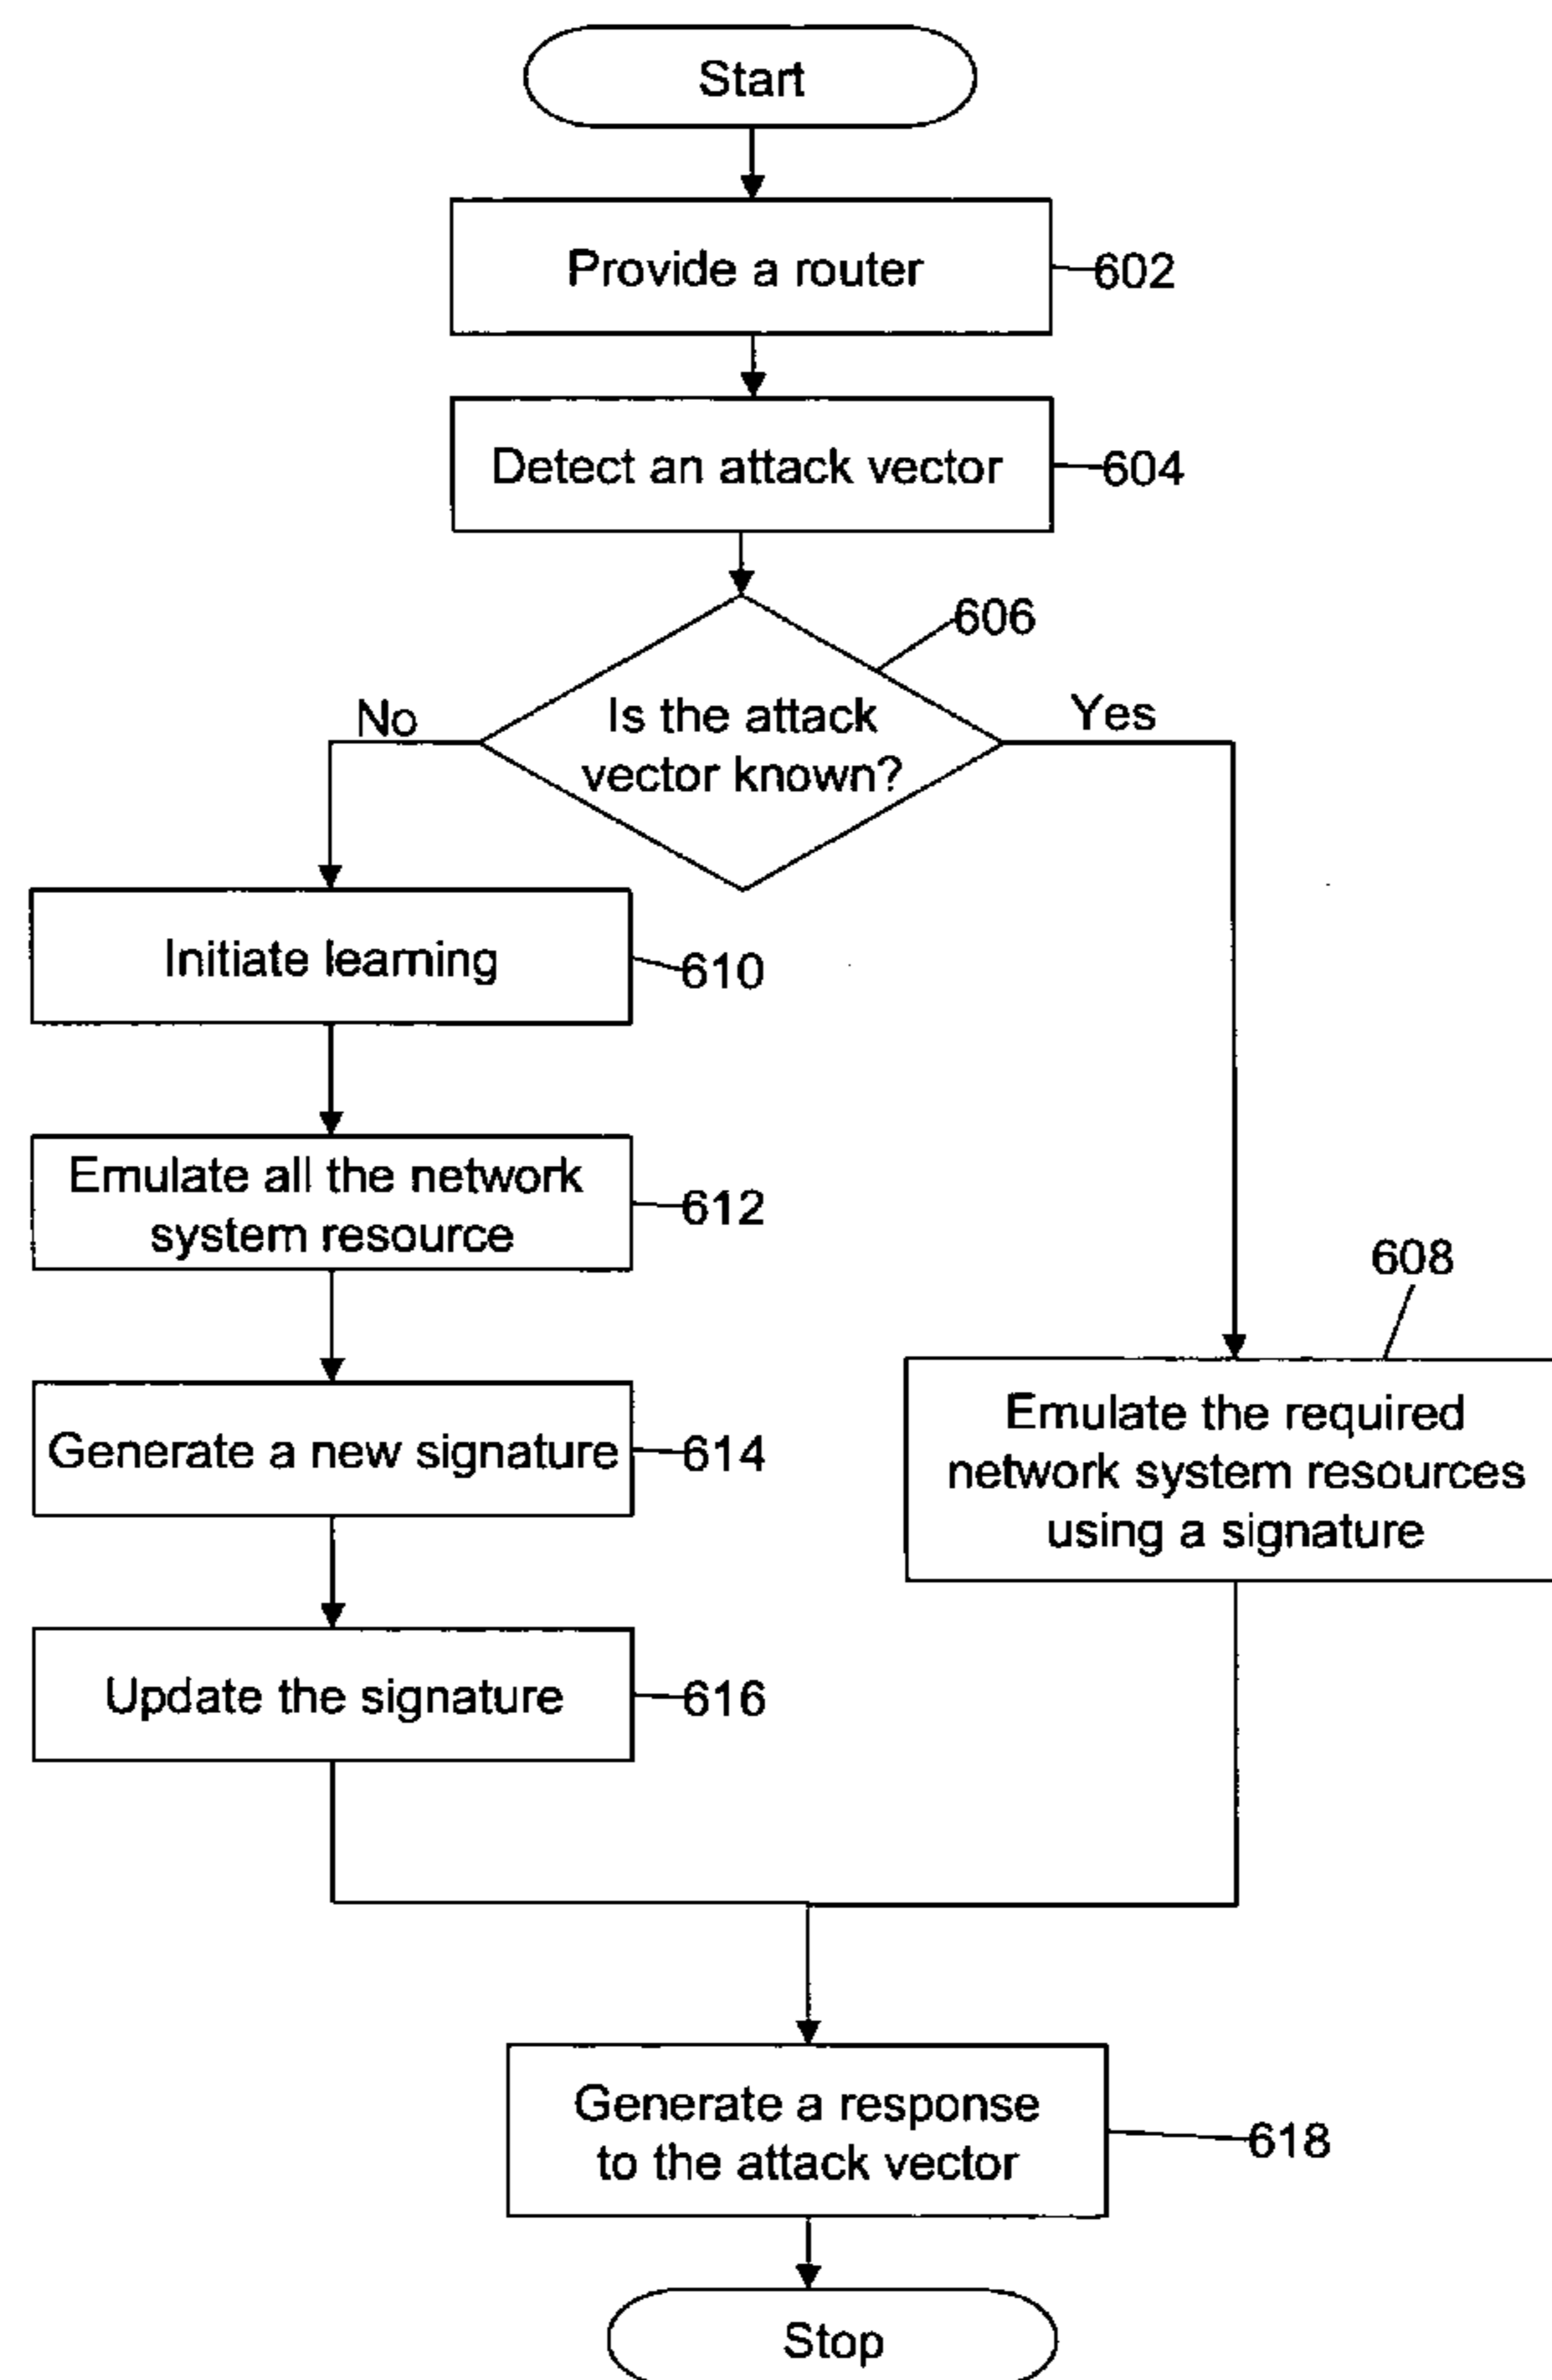 Start
Provide a router
602
Detect an attack vector
604
606
Is the attack
vector known?
No
Yes
Initiate learning
610
Emulate all the network
system resource
612
608
Emulate the required
network system resources
using a signature
Generate a new signature
614
Update the signature
616
Generate a response
to the attack vector
618
Stop